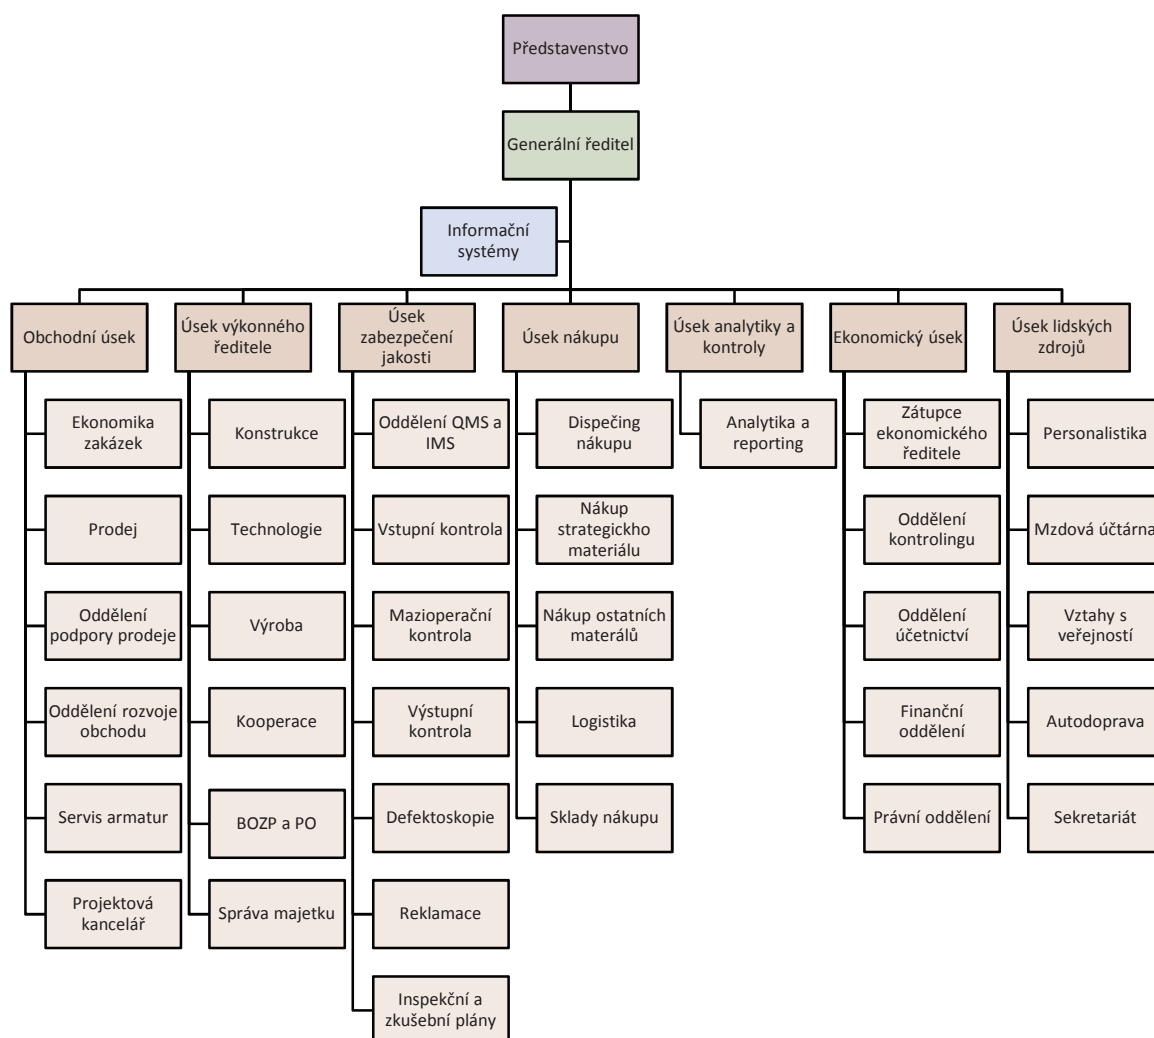 Představenstvo
Generální ředitel
Informační
systémy
Obchodní úsek
Úsek výkonného
ředitele
Úsek
zabezpečení
jakosti
Úsek nákupu
Úsek analytiky a
kontroly
Ekonomický úsek
Úsek lidských
zdrojů
Ekonomika
zakázek
Konstrukce
Oddělení QMS a
IMS
Dispečing
nákupu
Analytika a
reporting
Zátupce
ekonomického
ředitele
Personalistika
Prodej
Technologie
Vstupní kontrola
Nákup
strategickho
materiálu
Oddělení
kontrolingu
Mzdová účtárna
Oddělení
podpory prodeje
Výroba
Mazioperační
kontrola
Nákup ostatních
materálů
Oddělení
účetnictví
Vztahy s
veřejností
Oddělení rozvoje
obchodu
Kooperace
Výstupní
kontrola
Logistika
Finanční
oddělení
Autodoprava
Servis armatur
BOZP a PO
Defektoskopie
Sklady nákupu
Právní oddělení
Sekretariát
Projektová
kancelář
Správa majetku
Reklamace
Inspekční a
zkušební plány